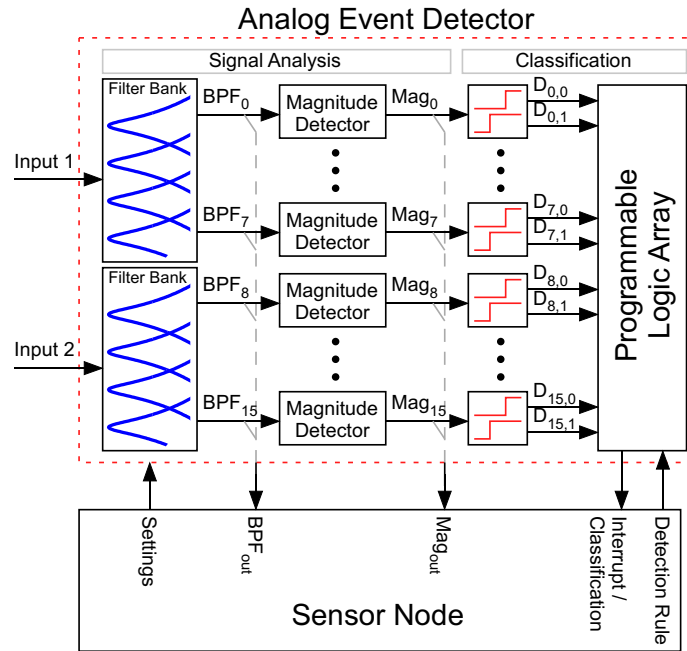 Analog Event Detector
Signal Analysis
Classification
Filter Bank
BPF0
Magnitude
Detector
Mag0
D0,0
D0,1
Input 1
BPF7
Magnitude
Detector
Mag7
D7,0
D7,1
Filter Bank
BPF8
Magnitude
Detector
Mag8
D8,0
D8,1
Input 2
BPF15
Magnitude
Detector
Mag15
D15,0
D15,1
Programmable
Logic Array
Settings
BPFout
Magout
Interrupt /
Classification
Detection Rule
Sensor Node